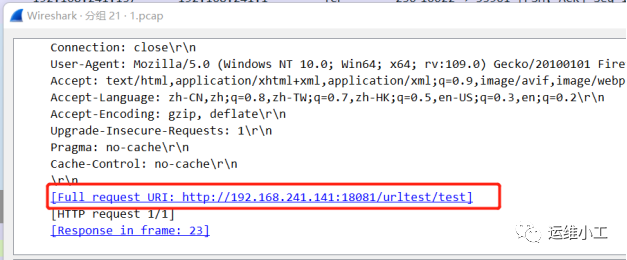 Wireshark · 分组 21 · 1.pcap
Connection: close\r\n
User-Agent: Mozilla/5.0 (Windows NT 10.0; Win64; x64; rv:109.0) Gecko/20100101 Fire
Accept: text/html,application/xhtml+xml,application/xml;q=0.9,image/avif,image/webp
Accept-Language: zh-CN,zh;q=0.8,zh-TW;q=0.7,zh-HK;q=0.5,en-US;q=0.3,en;q=0.2\r\n
Accept-Encoding: gzip, deflate\r\n
Upgrade-Insecure-Requests: 1\r\n
Pragma: no-cache\r\n
Cache-Control: no-cache\r\n
\r\n
[Full request URI: http://192.168.241.141:18081/urltest/test]
[HTTP request 1/1]
[Response in frame: 23]
运维小工